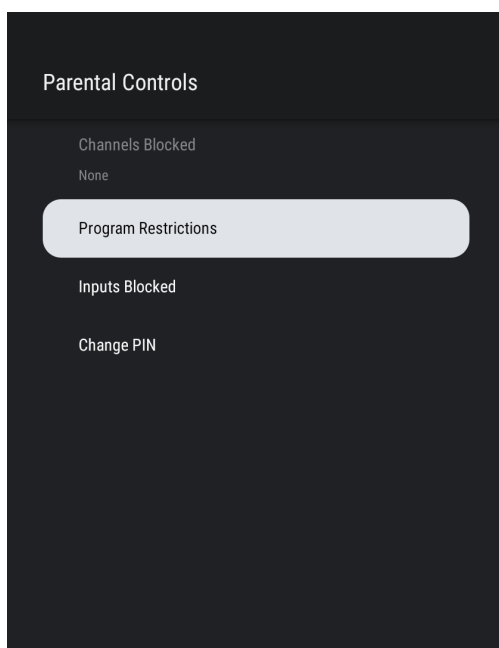 Parental Controls
Channels Blocked
None
Program Restrictions
Inputs Blocked
Change PIN